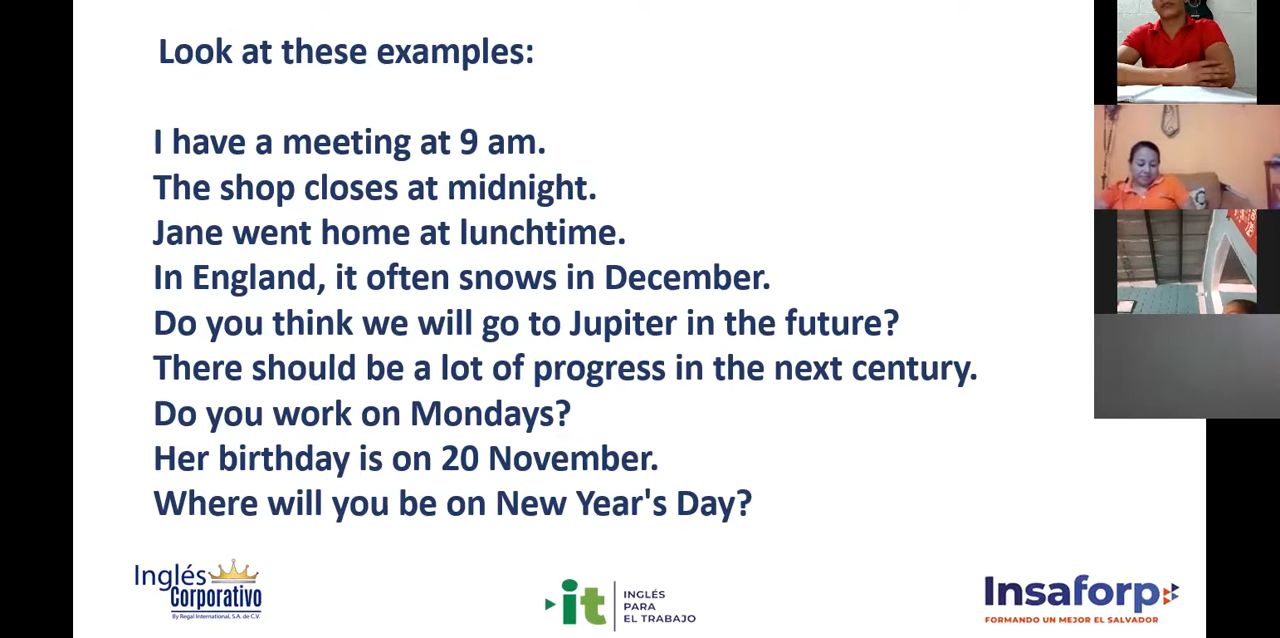 Look at these examples:
I have a meeting at 9 am.
The shop closes at midnight.
Jane went home at lunchtime.
In England, it often snows in December.
Do you think we will go to Jupiter in the future?
There should be a lot of progress in the next century.
Do you work on Mondays?
Her birthday is on 20 November.
Where will you be on New Year's Day?
Inglés
Corporativo
By Regal International, S.A. de C.V.
it
INGLÉS
PARA
EL TRABAJO
Insaforp
FORMANDO UN MEJOR EL SALVADOR